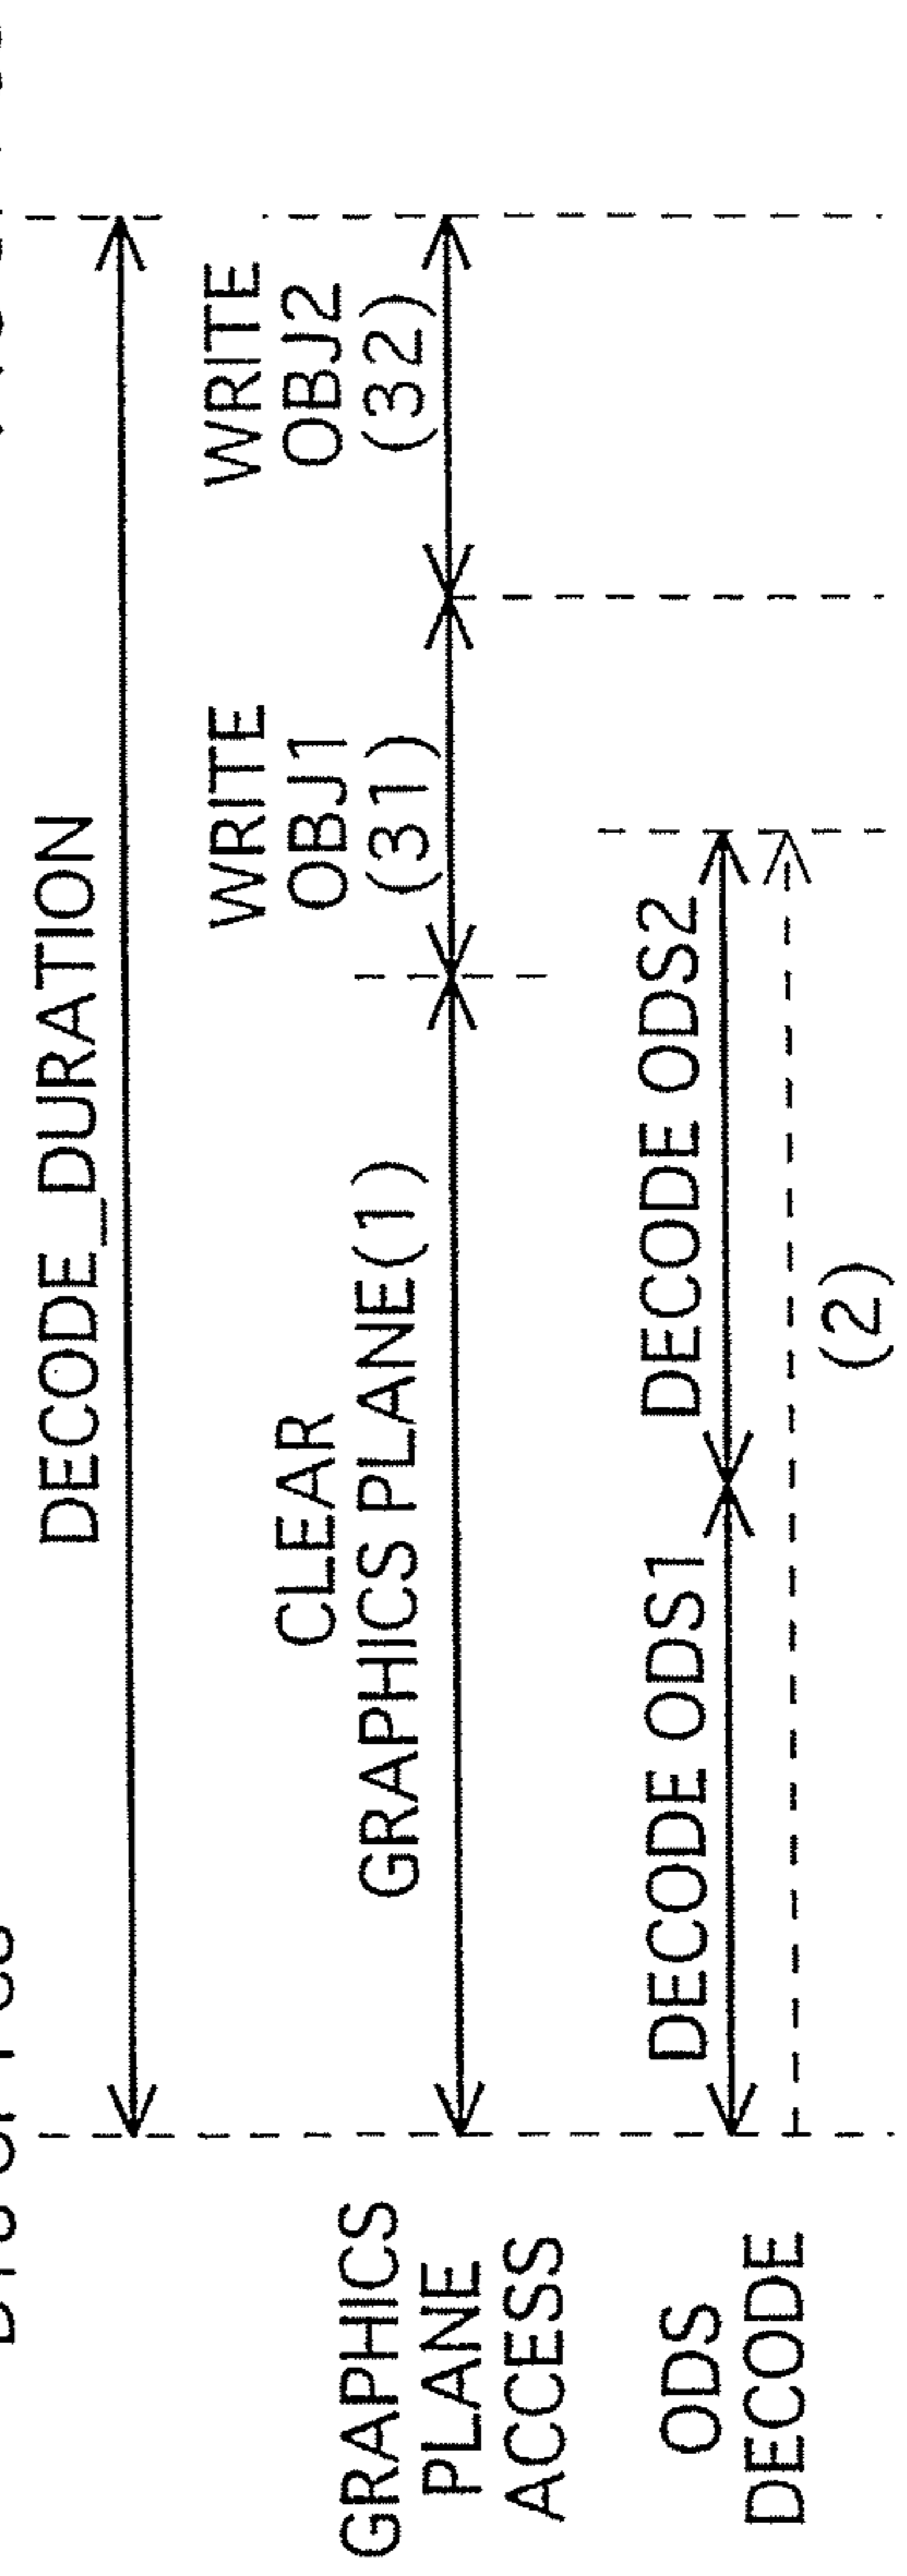 DECODE_DURATION
GRAPHICS
PLANE
ACCESS
CLEAR
GRAPHICS PLANE(1)
WRITE
OBJ1
(31)
WRITE
OBJ2
(32)
ODS
DECODE
DECODE ODS1
DECODE ODS2
(2)